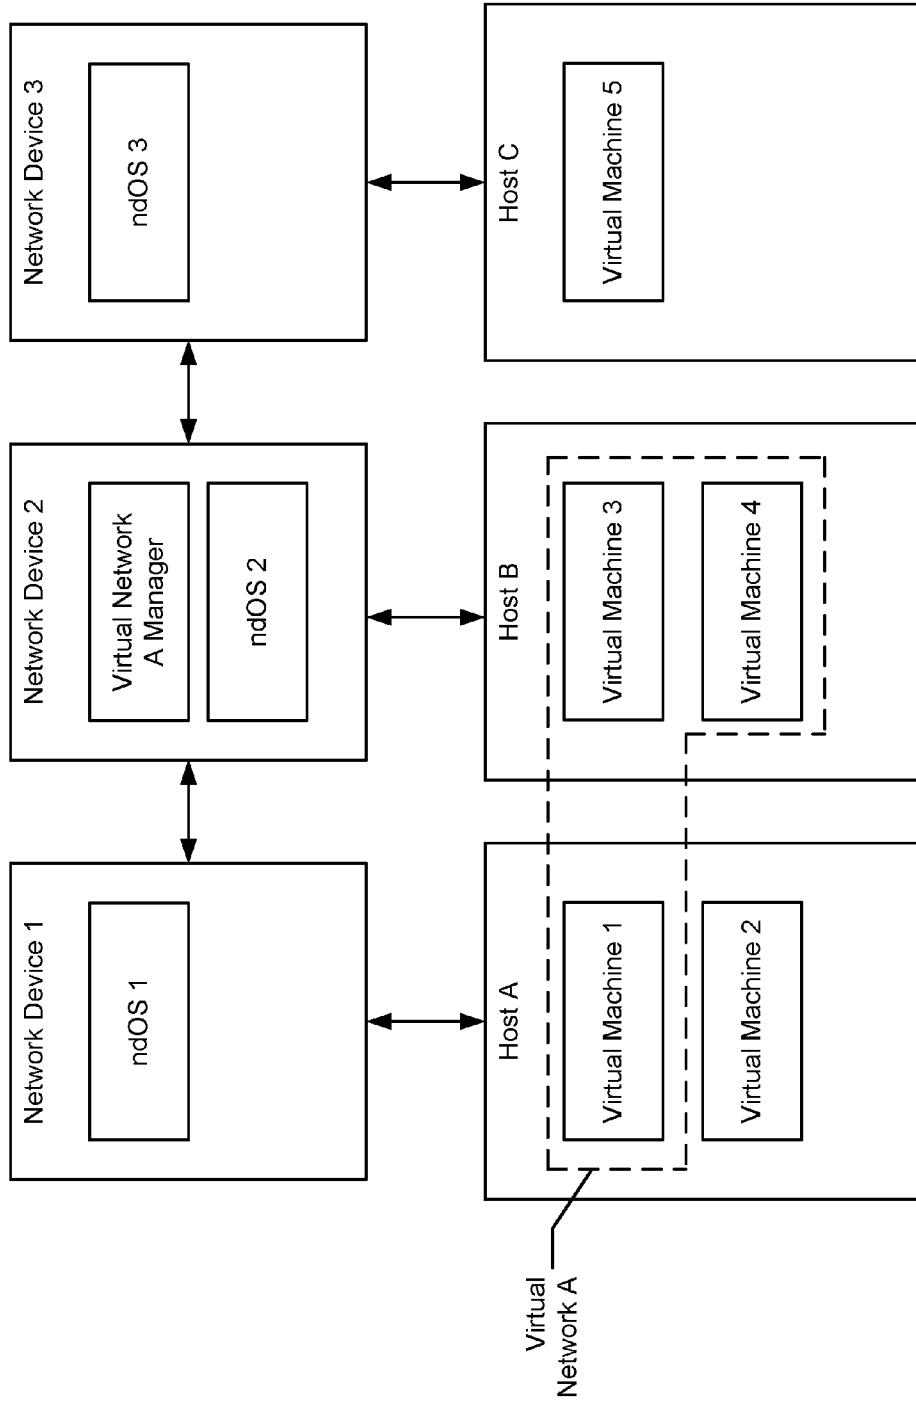 Network Device 1
ndOS 1
Network Device 2
Virtual Network
A Manager
ndOS 2
Network Device 3
ndOS 3
Host A
Virtual Machine 1
Virtual Machine 2
Host B
Virtual Machine 3
Virtual Machine 4
Host C
Virtual Machine 5
Virtual
Network A